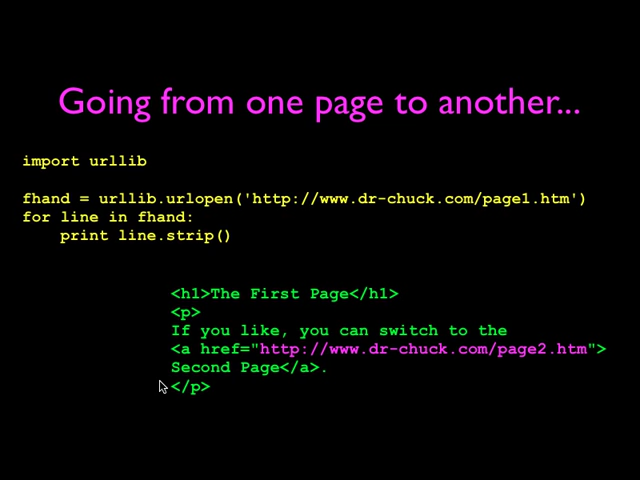 Going from one page to another...
import urllib
fhand = urllib.urlopen('http://www.dr-chuck.com/page1.htm')
for line in fhand:
    print line.strip()
<h1>The First Page</h1>
<p>
If you like, you can switch to the
<a href="http://www.dr-chuck.com/page2.htm">
Second Page</a>.
</p>